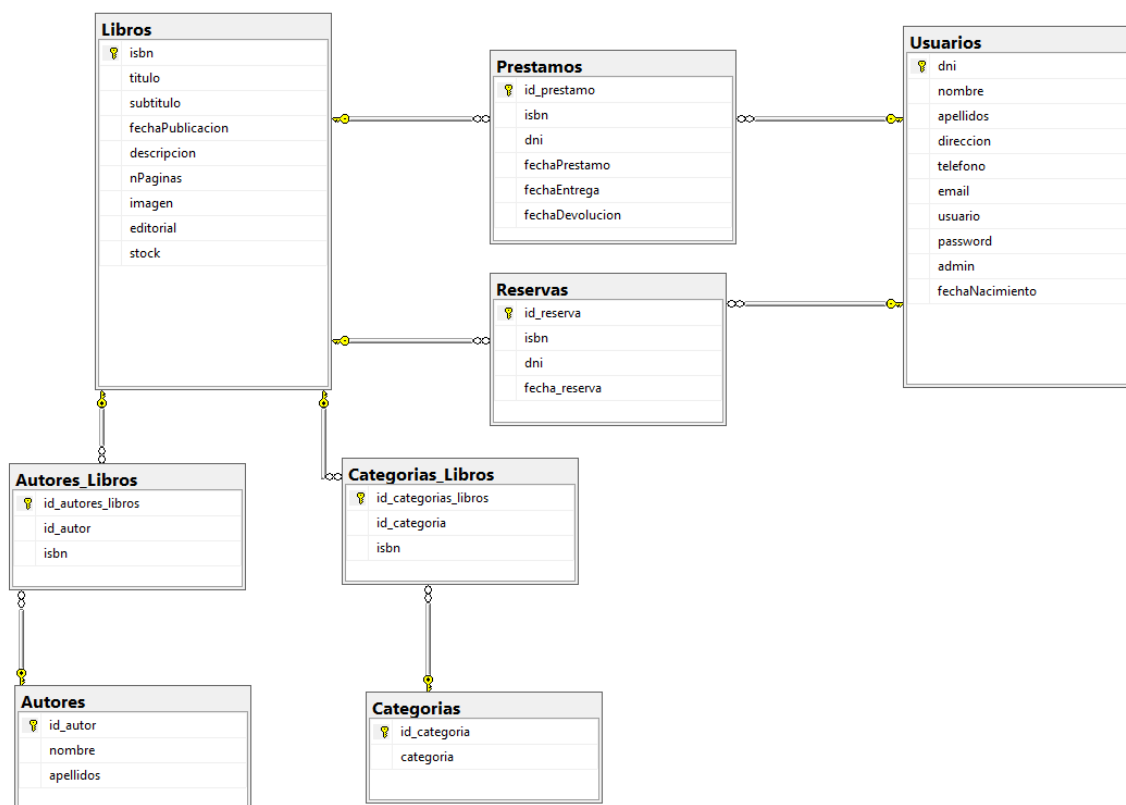 Libros
isbn
titulo
subtitulo
fechaPublicacion
descripcion
nPaginas
imagen
editorial
stock
Prestamos
id_prestamo
isbn
dni
fechaPrestamo
fechaEntrega
fechaDevolucion
Usuarios
dni
nombre
apellidos
direccion
telefono
email
usuario
password
admin
fechaNacimiento
Reservas
id_reserva
isbn
dni
fecha_reserva
Autores_Libros
id_autores_libros
id_autor
isbn
Categorias_Libros
id_categorias_libros
id_categoria
isbn
Autores
id_autor
nombre
apellidos
Categorias
id_categoria
categoria